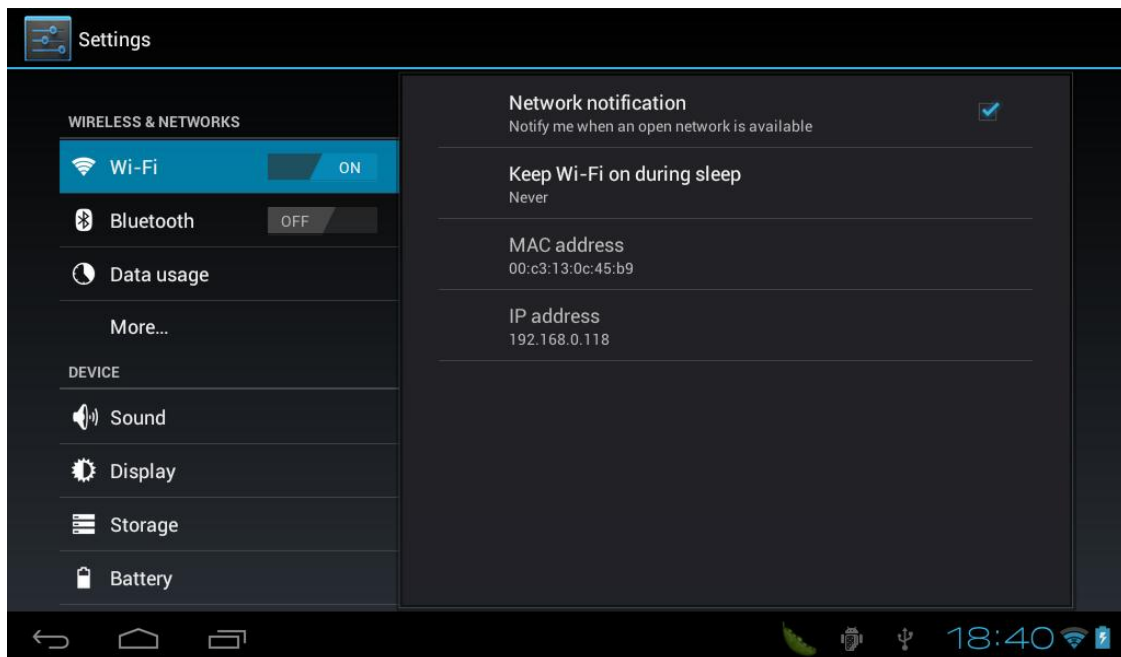 Settings
WIRELESS & NETWORKS
Wi-Fi ON
Bluetooth OFF
Data usage
More...
DEVICE
Sound
Display
Storage
Battery
Network notification
Notify me when an open network is available
Keep Wi-Fi on during sleep
Never
MAC address
00:c3:13:0c:45:b9
IP address
192.168.0.118
18:40